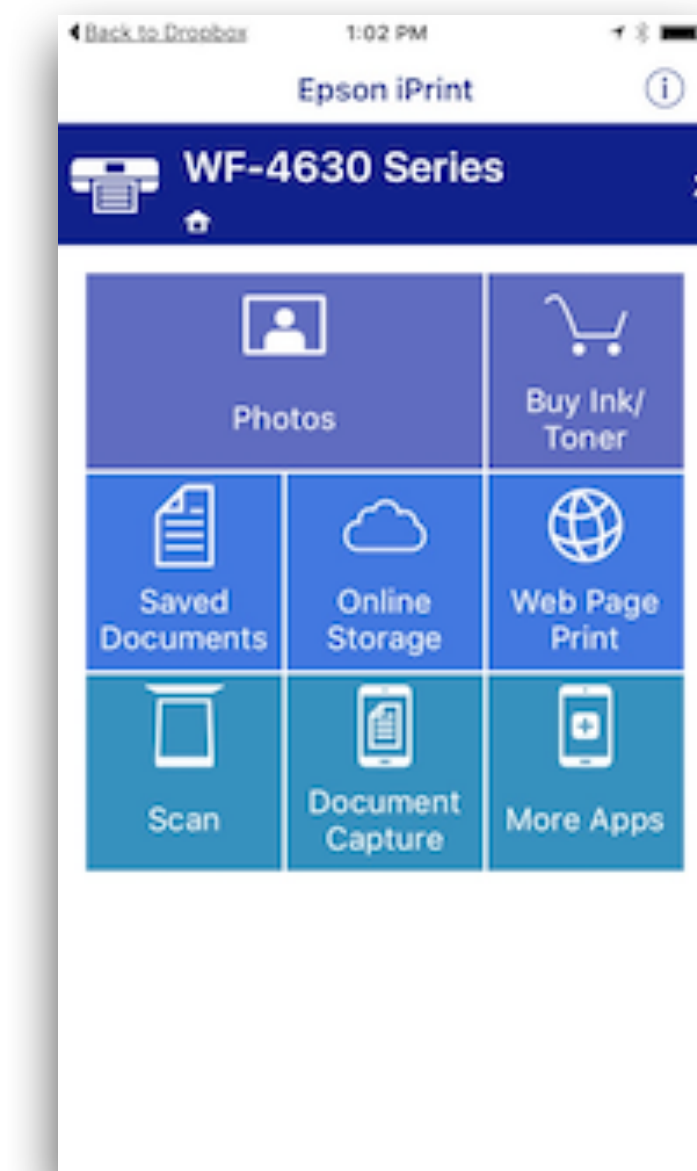 Back to Dropbox 1:02 PM
Epson iPrint
WF-4630 Series
Photos
Buy Ink/
Toner
Saved
Documents
Online
Storage
Web Page
Print
Scan
Document
Capture
More Apps